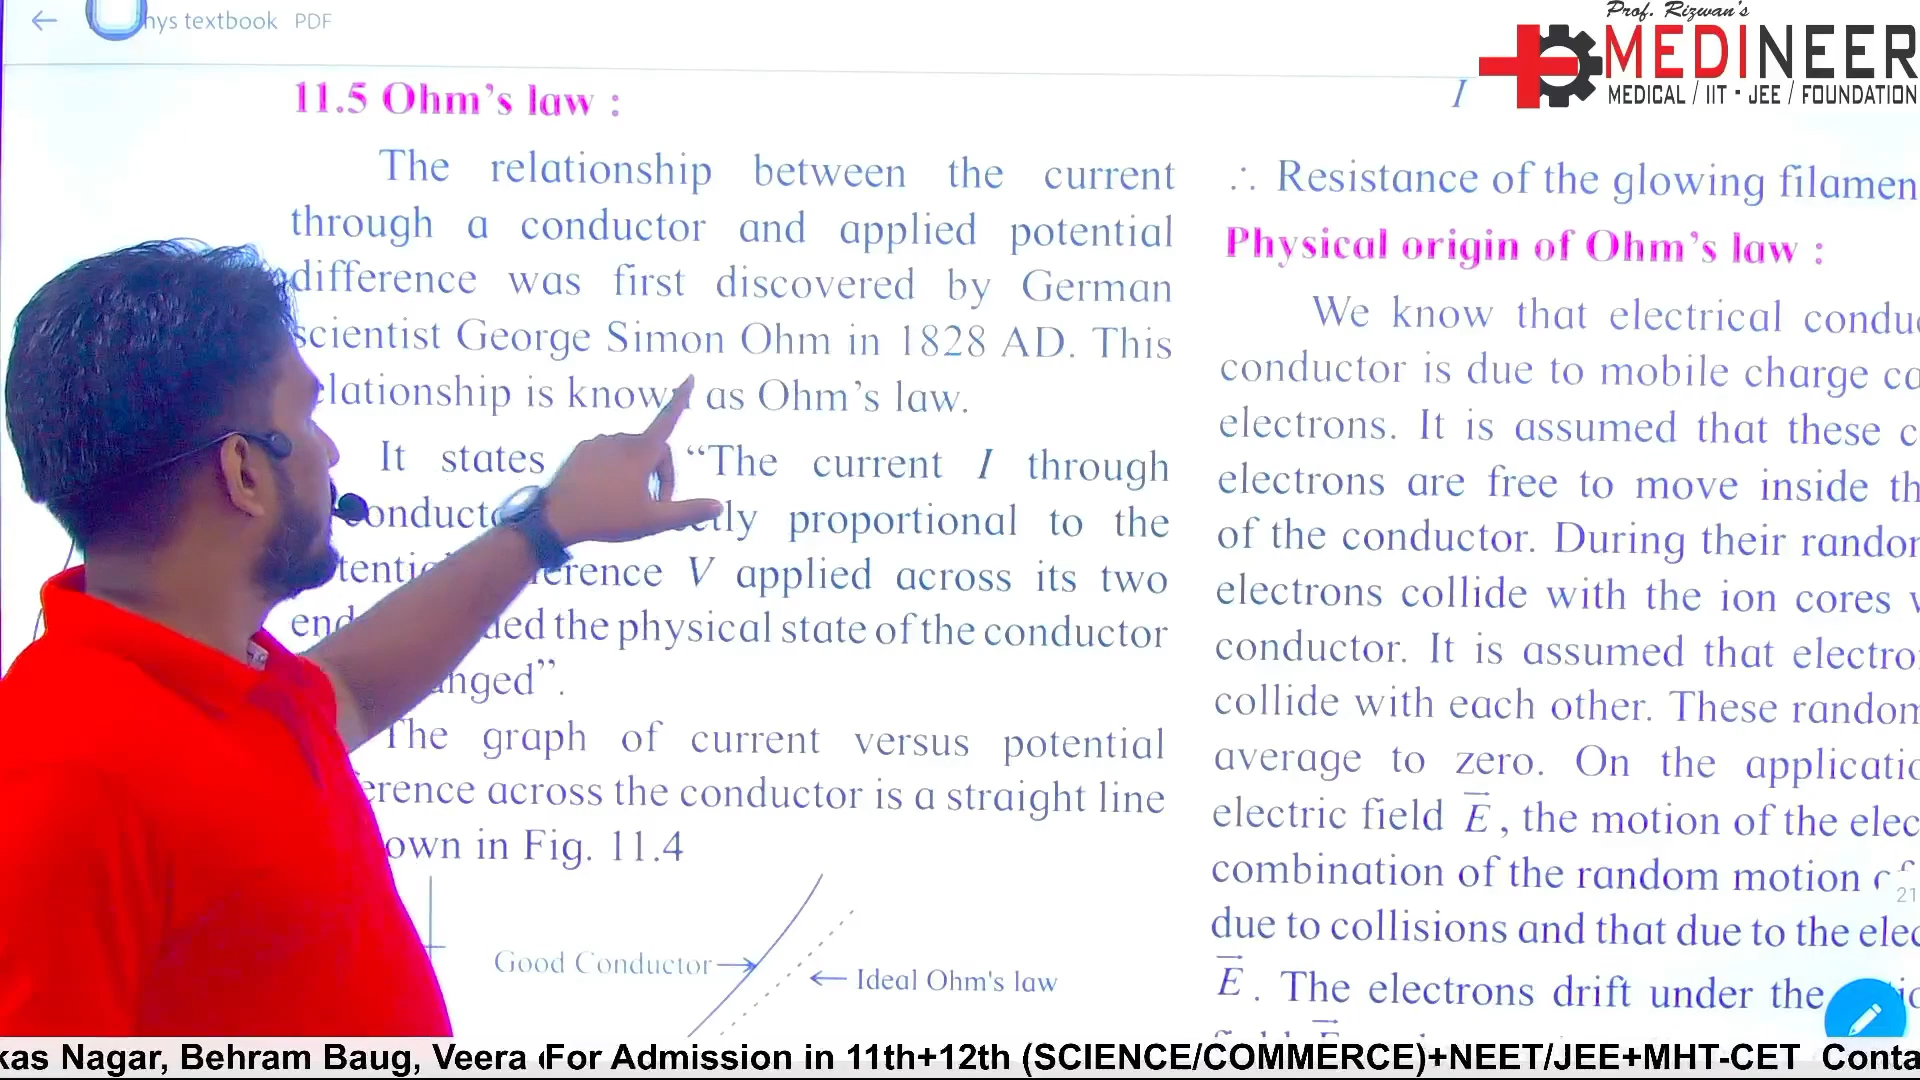 hys textbook PDF
Prof. Rizwan's
MEDINEER
MEDICAL / IIT - JEE / FOUNDATION
11.5 Ohm's law :
The relationship between the current
through a conductor and applied potential
difference was first discovered by German
scientist George Simon Ohm in 1828 AD. This
elationship is known as Ohm's law.
It states “The current I through
the
proportional to the
V applied across its two
the physical state of the conductor
nged”.
The graph of current versus potential
erence across the conductor is a straight line
own in Fig. 11.4
Good Conductor
Ideal Ohm's law
I
∴ Resistance of the glowing filamen
Physical origin of Ohm's law :
We know that electrical condu
conductor is due to mobile charge ca
electrons. It is assumed that these c
electrons are free to move inside th
of the conductor. During their rando
electrons collide with the ion cores
conductor. It is assumed that electro
collide with each other. These random
average to zero. On the applicatio
electric field E⃗, the motion of the elec
combination of the random motion
21
due to collisions and that due to the elec
E⃗. The electrons drift under the
kas Nagar, Behram Baug, Veera For Admission in 11th+12th (SCIENCE/COMMERCE)+NEET/JEE+MHT-CET Conta